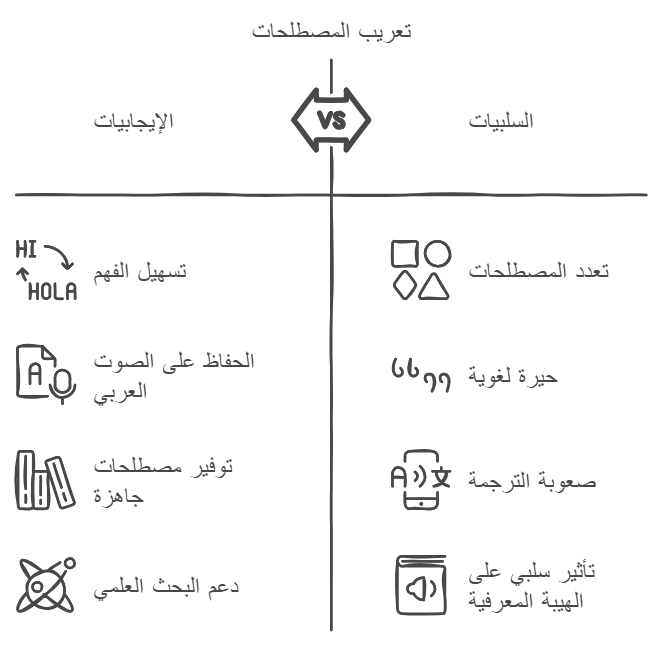 تعريب المصطلحات
السلبيات
VS
الإيجابيات
تعدد المصطلحات
حيرة لغوية
صعوبة الترجمة
A 文
تأثير سلبي على
الهيبة المعرفية
HI
HOLA
تسهيل الفهم
A
الحفاظ على الصوت
العربي
توفير مصطلحات
جاهزة
دعم البحث العلمي